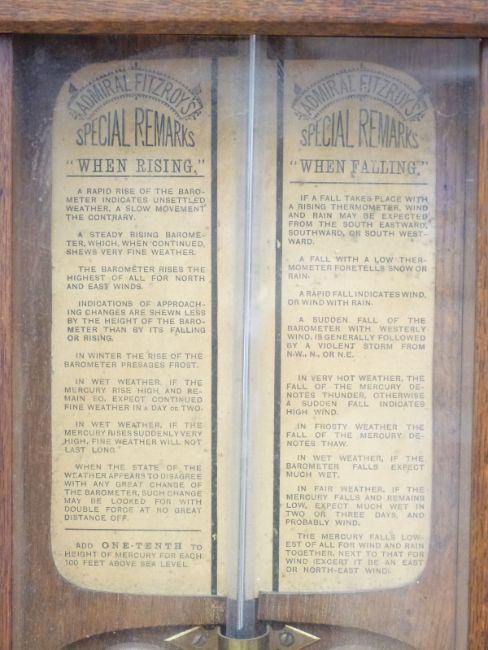 ADMIRAL FITZROY'S
SPECIAL REMARKS
"WHEN RISING,"
A RAPID RISE OF THE BARO-
METER INDICATES UNSETTLED
WEATHER, A SLOW MOVEMENT
THE CONTRARY.
A STEADY RISING BAROME-
TER, WHICH, WHEN CONTINUED,
SHEWS VERY FINE WEATHER.
THE BAROMETER RISES THE
HIGHEST OF ALL FOR NORTH
AND EAST WINDS.
INDICATIONS OF APPROACH-
ING CHANGES ARE SHEWN LESS
BY THE HEIGHT OF THE BARO-
METER THAN BY ITS FALLING
OR RISING.
IN WINTER THE RISE OF THE
BAROMETER PRESAGES FROST.
IN WET WEATHER, IF THE
MERCURY RISE HIGH, AND RE-
MAIN SO, EXPECT CONTINUED
FINE WEATHER IN A DAY OR TWO.
IN WET WEATHER, IF THE
MERCURY RISES SUDDENLY VERY
HIGH, FINE WEATHER WILL NOT
LAST LONG
WHEN THE STATE OF THE
WEATHER APPEARS TO DISAGREE
WITH ANY GREAT CHANGE OF
THE BAROMETER, SUCH CHANGE
MAY BE LOOKED FOR WITH
DOUBLE FORCE AT NO GREAT
DISTANCE OFF.
ADD ONE-TENTH TO
HEIGHT OF MERCURY FOR EACH
100 FEET ABOVE SEA LEVEL.
ADMIRAL FITZROY'S
SPECIAL REMARKS
"WHEN FALLING,"
IF A FALL TAKES PLACE WITH
A RISING THERMOMETER, WIND
AND RAIN MAY BE EXPECTED
FROM THE SOUTH EASTWARD,
SOUTHWARD, OR SOUTH WEST-
WARD.
A FALL WITH A LOW THER-
MOMETER FORETELLS SNOW OR
RAIN.
A RAPID FALL INDICATES WIND,
OR WIND WITH RAIN.
A SUDDEN FALL OF THE
BAROMETER WITH WESTERLY
WIND, IS GENERALLY FOLLOWED
BY A VIOLENT STORM FROM
N.W., N., OR N.E.
IN VERY HOT WEATHER, THE
FALL OF THE MERCURY DE-
NOTES THUNDER, OTHERWISE
A SUDDEN FALL INDICATES
HIGH WIND.
IN FROSTY WEATHER THE
FALL OF THE MERCURY DE-
NOTES THAW.
IN WET WEATHER, IF THE
BAROMETER FALLS EXPECT
MUCH WET.
IN FAIR WEATHER, IF THE
MERCURY FALLS AND REMAINS
LOW, EXPECT MUCH WET IN
TWO OR THREE DAYS, AND
PROBABLY WIND.
THE MERCURY FALLS LOW-
EST OF ALL FOR WIND AND RAIN
TOGETHER, NEXT TO THAT FOR
WIND (EXCEPT IT BE AN EAST
OR NORTH-EAST WIND).